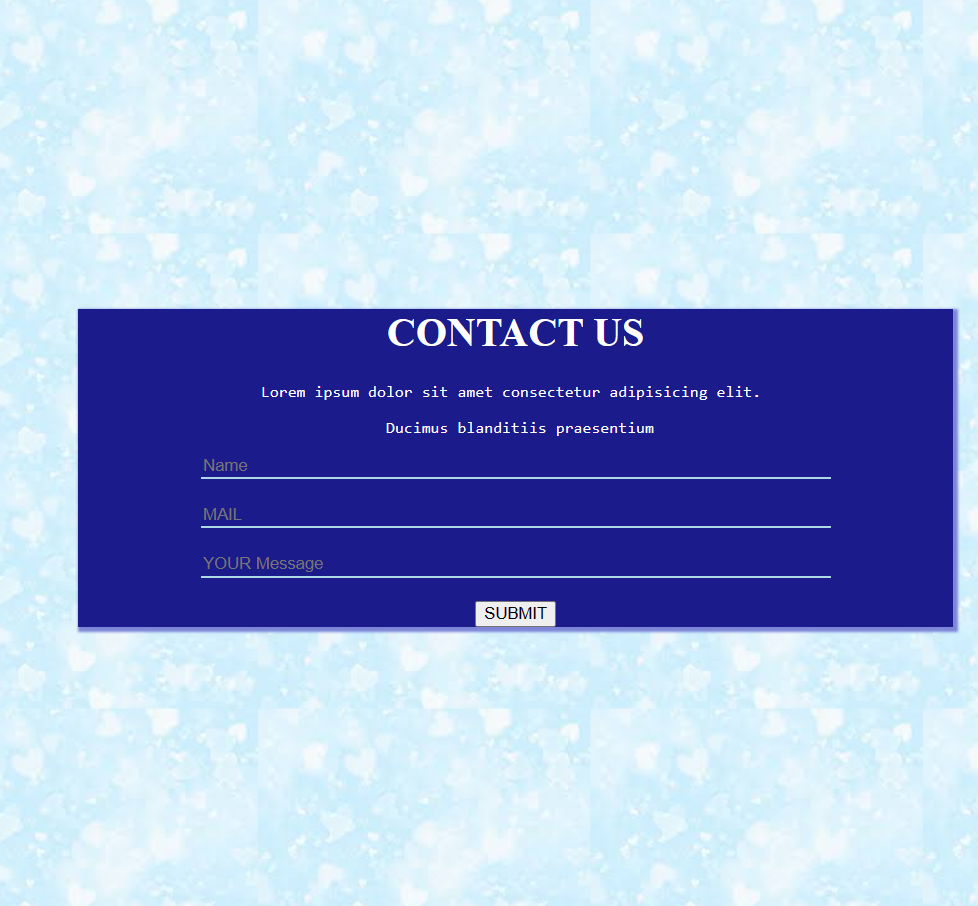 CONTACT US
Lorem ipsum dolor sit amet consectetur adipisicing elit.
Ducimus blanditiis praesentium
Name
MAIL
YOUR Message
SUBMIT